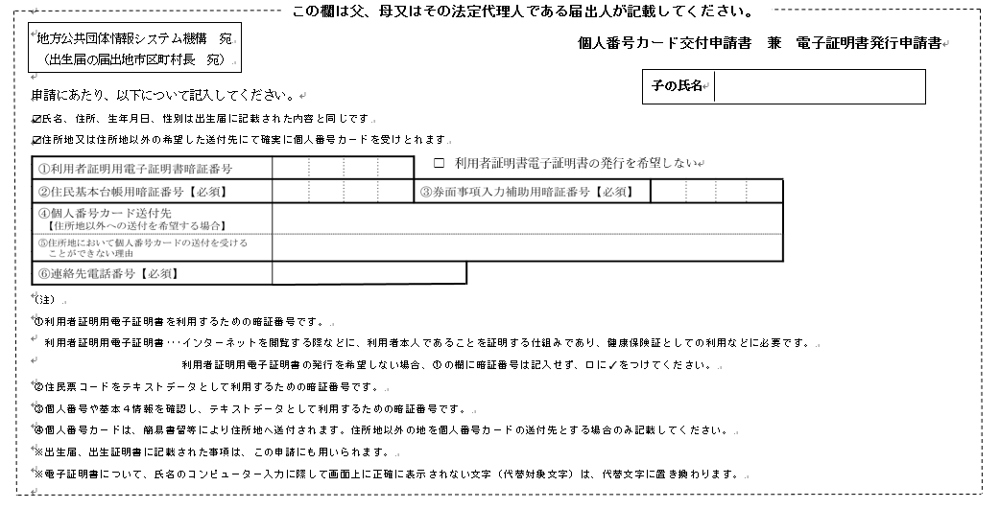 この欄は父、母又はその法定代理人である届出人が記載してください。
地方公共団体情報システム機構　宛
（出生届の届出地市区町村長　宛）
個人番号カード交付申請書　兼　電子証明書発行申請書
子の氏名
申請にあたり、以下について記入してください。
☑氏名、住所、生年月日、性別は出生届に記載された内容と同じです。
☑住所地又は住所地以外の希望した送付先にて確実に個人番号カードを受けとれます。
①利用者証明用電子証明書暗証番号
□　利用者証明書電子証明書の発行を希望しない
②住民基本台帳用暗証番号【必須】
③券面事項入力補助用暗証番号【必須】
④個人番号カード送付先
【住所地以外への送付を希望する場合】
⑤住所地において個人番号カードの送付を受ける
ことができない理由
⑥連絡先電話番号【必須】
（注）
①利用者証明用電子証明書を利用するための暗証番号です。
利用者証明用電子証明書･･･インターネットを閲覧する際などに、利用者本人であることを証明する仕組みであり、健康保険証としての利用などに必要です。
利用者証明用電子証明書の発行を希望しない場合、①の欄に暗証番号は記入せず、口に✓をつけてください。
②住民票コードをテキストデータとして利用するための暗証番号です。
③個人番号や基本４情報を確認し、テキストデータとして利用するための暗証番号です。
④個人番号カードは、簡易書留等により住所地へ送付されます。住所地以外の地を個人番号カードの送付先とする場合のみ記載してください。
※出生届、出生証明書に記載された事項は、この申請にも用いられます。
※電子証明書について、氏名のコンピューター入力に際して画面上に正確に表示されない文字（代替対象文字）は、代替文字に置き換わります。